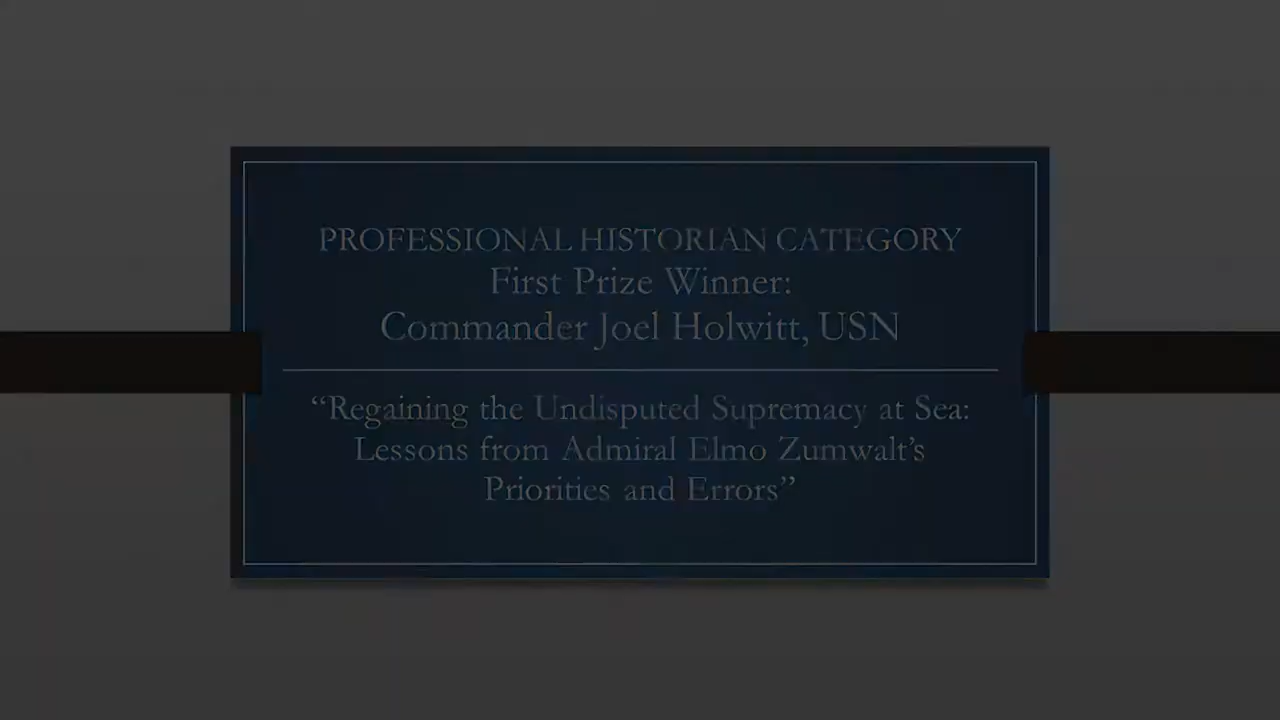 PROFESSIONAL HISTORIAN CATEGORY
First Prize Winner:
Commander Joel Holwitt, USN
“Regaining the Undisputed Supremacy at Sea:
Lessons from Admiral Elmo Zumwalt’s
Priorities and Errors”